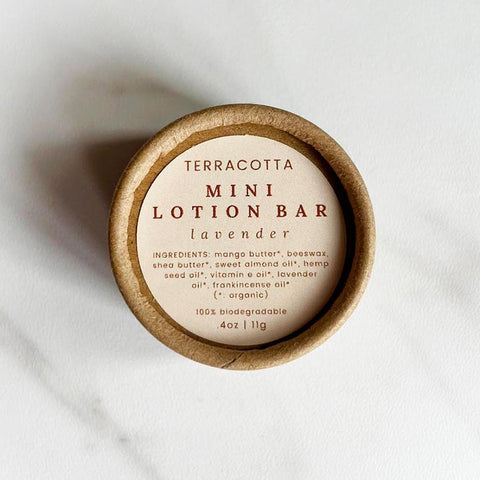 TERRACOTTA
MINI
LOTION BAR
lavender
INGREDIENTS: mango butter*, beeswax,
shea butter*, sweet almond oil*, hemp
seed oil*, vitamin e oil*, lavender
oil*, frankincense oil*
(*: organic)
100% biodegradable
.4oz | 11g